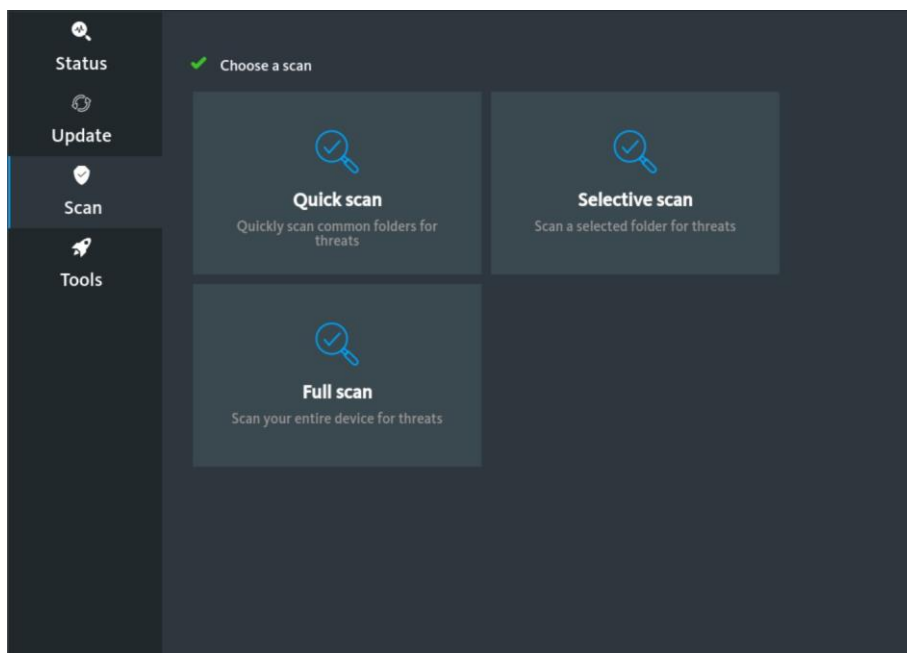 Status
Update
Scan
Tools
Choose a scan
Quick scan
Quickly scan common folders for
threats
Selective scan
Scan a selected folder for threats
Full scan
Scan your entire device for threats